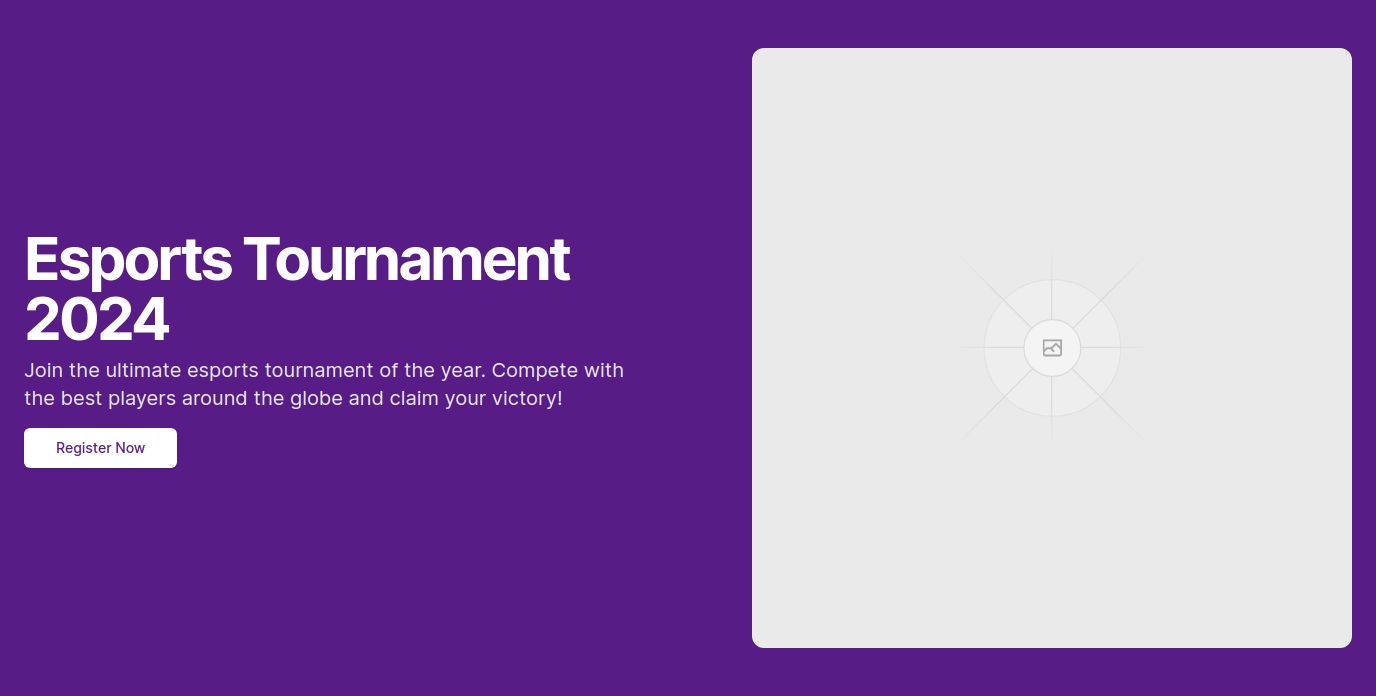 Esports Tournament
2024
Join the ultimate esports tournament of the year. Compete with
the best players around the globe and claim your victory!
Register Now